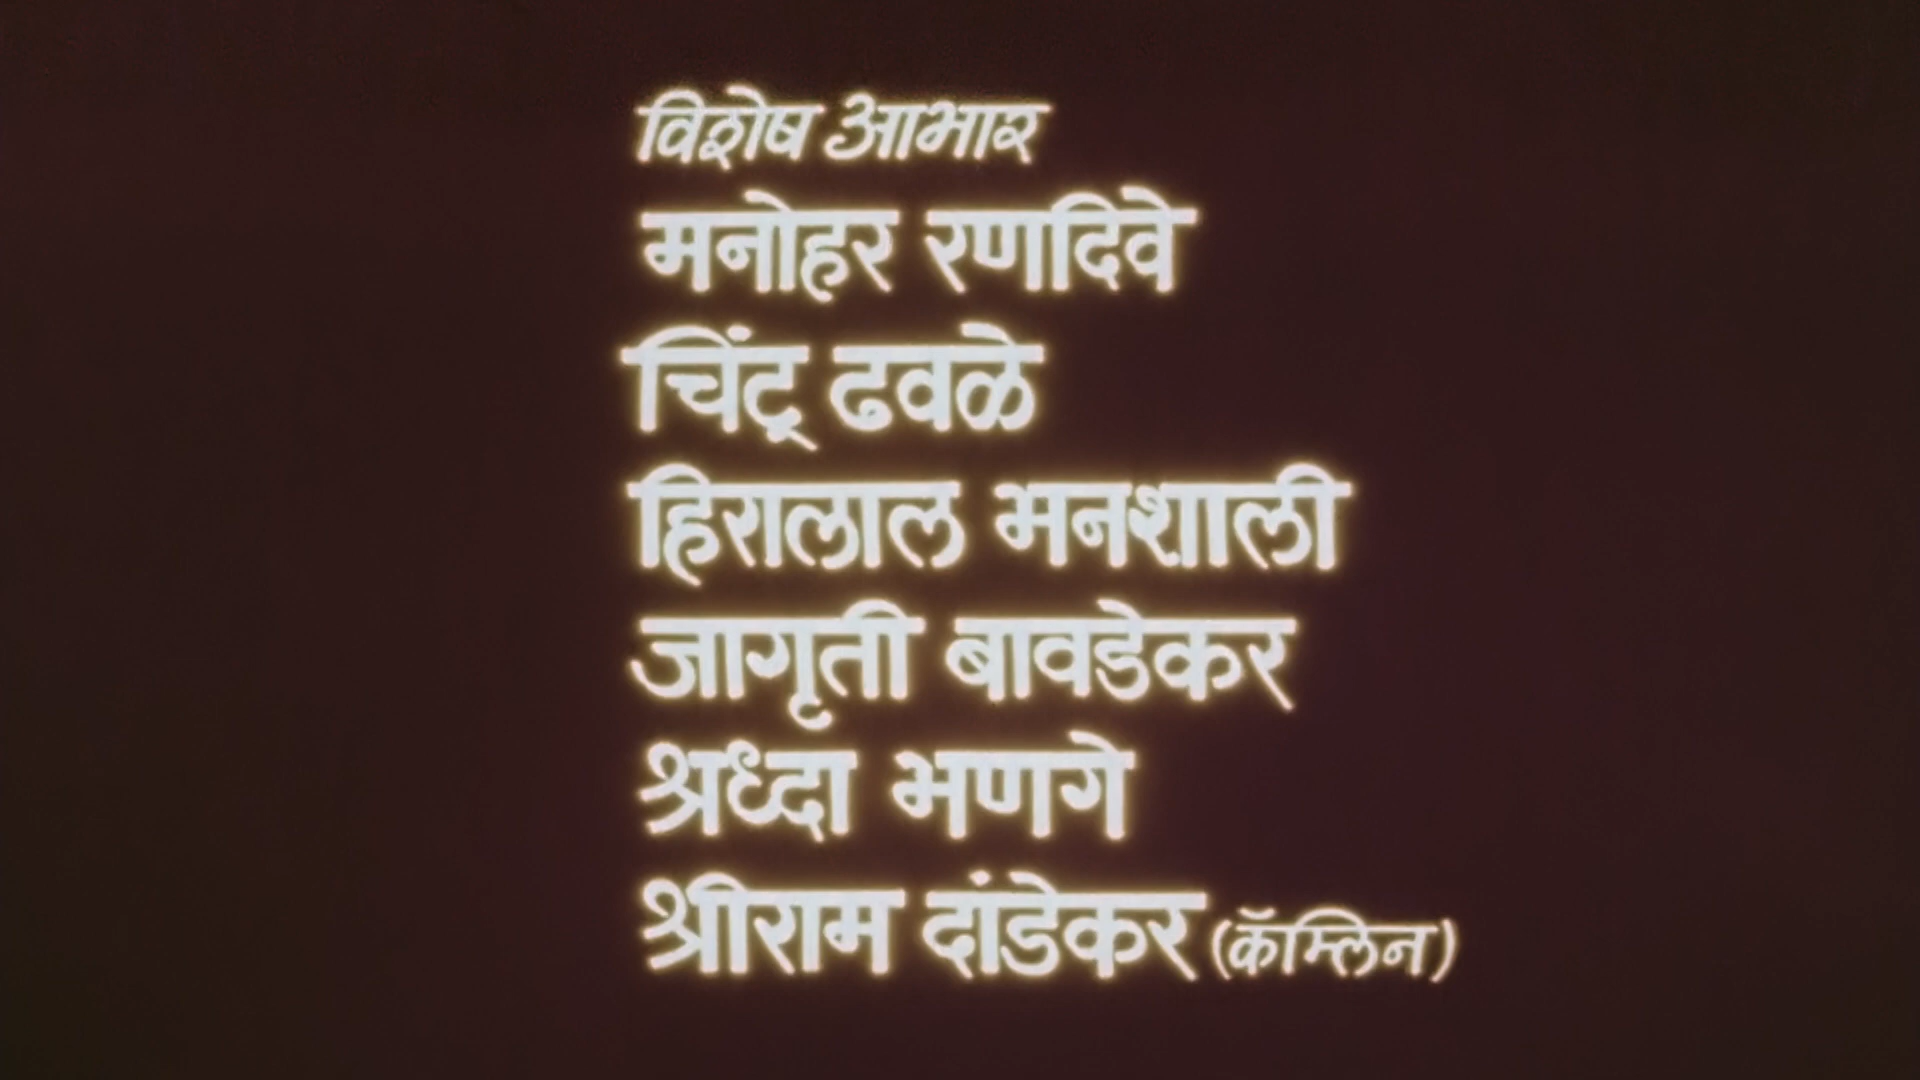 विशेष आभार
मनोहर रणदिवे
चिंटू ढवळे
हिरालाल भनशाली
जागृती बावडेकर
श्रध्दा भणगे
श्रीराम दांडेकर (कॅम्लिन)